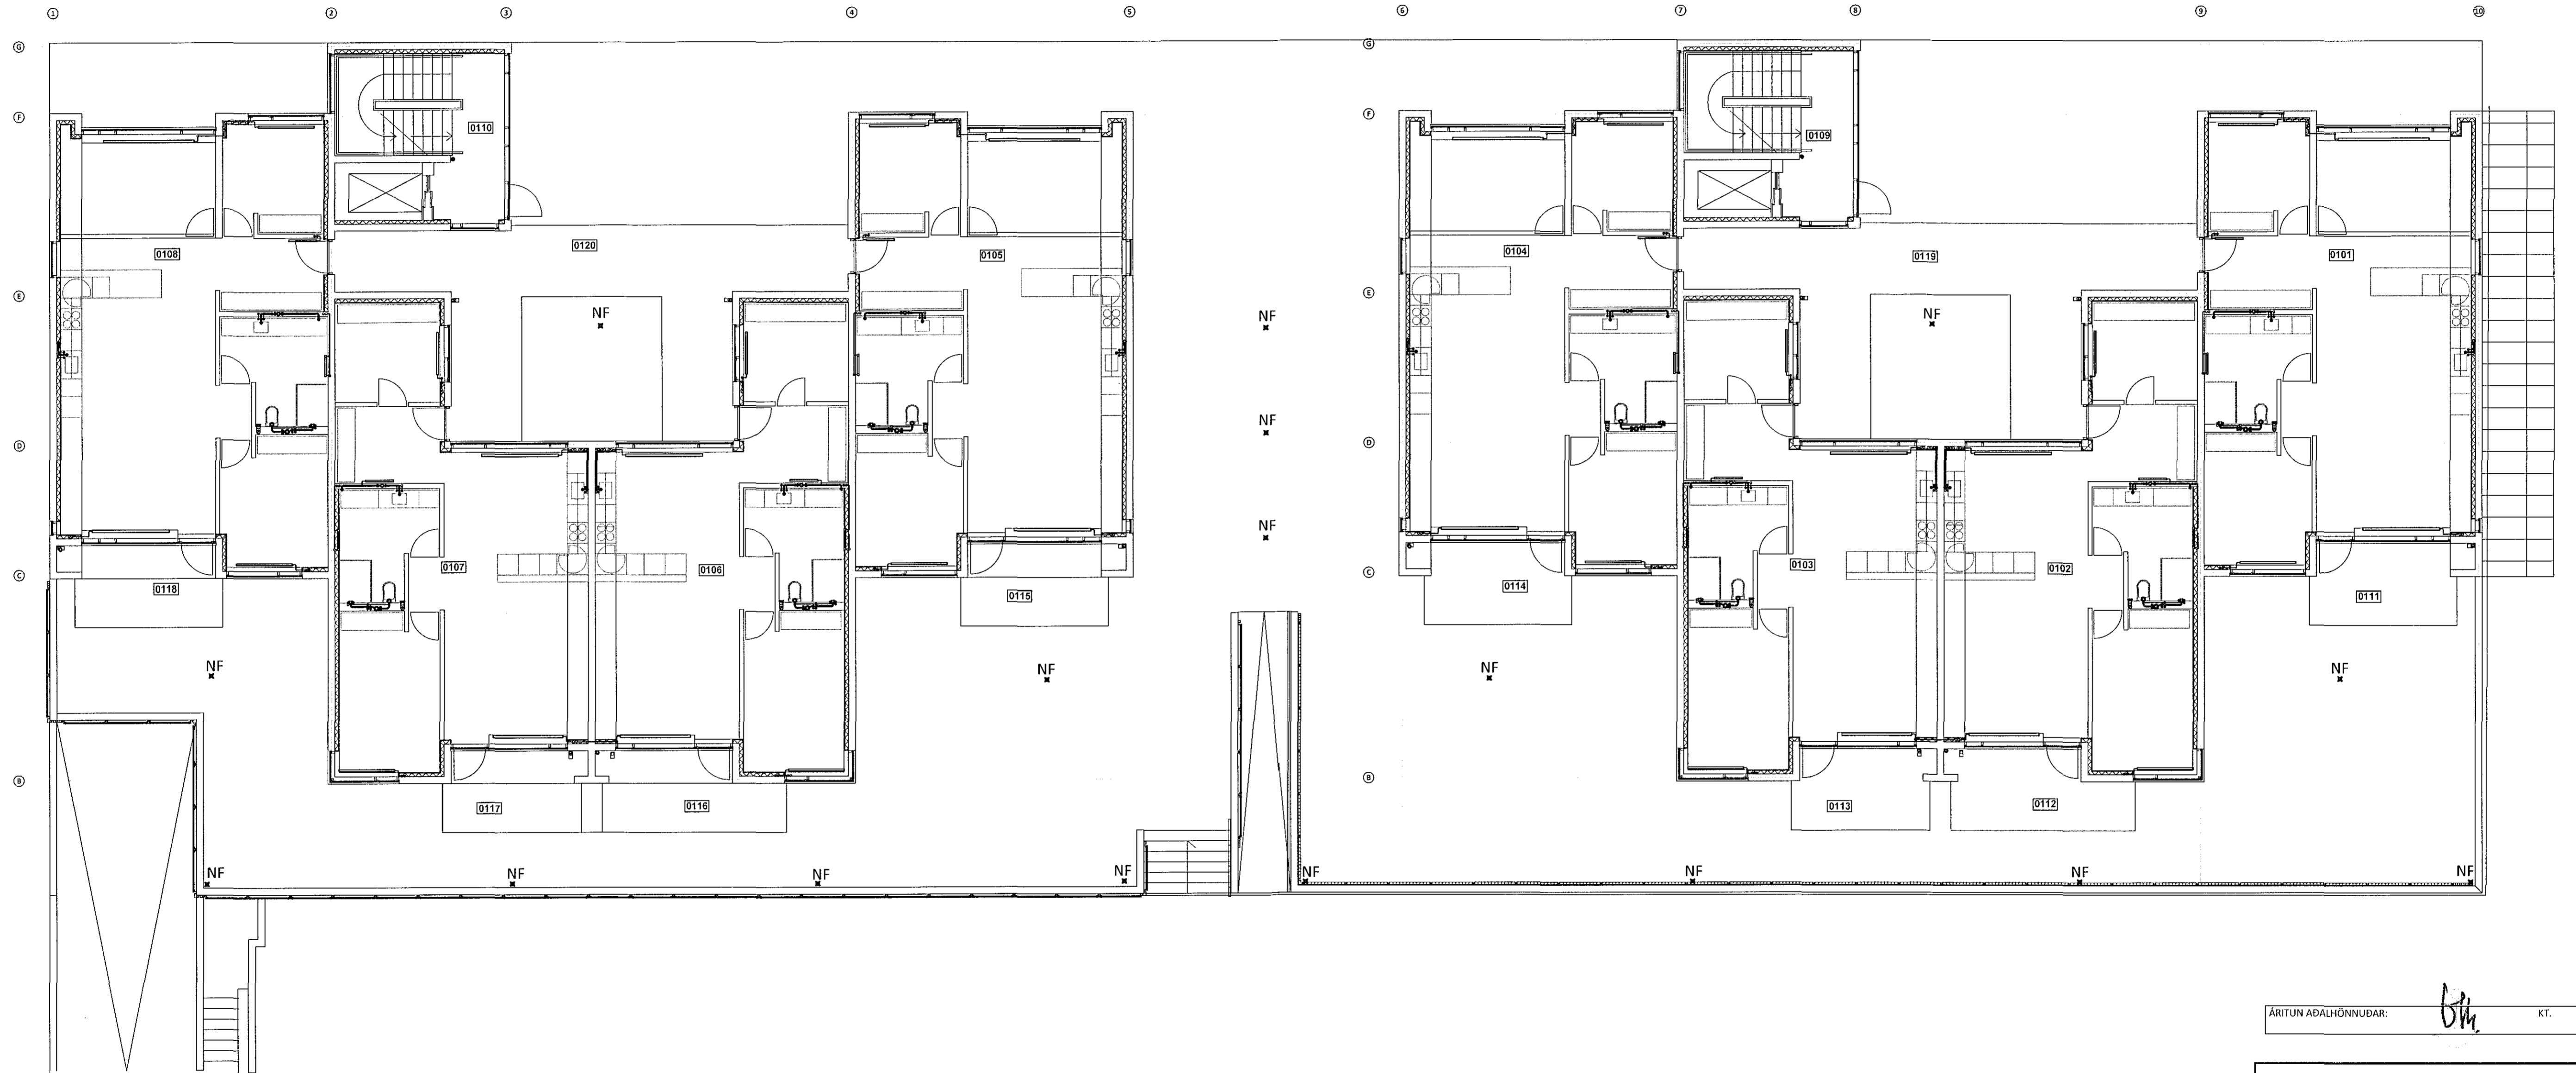 1 2 3 4 5 6 7 8 9 10
G G
F F
0110 0109
0108 0120 0105 0104 0119 0101
E E
NF NF NF
NF
D D
NF
0107 0106 0103 0102
C C
0118 0115 0114 0111
NF NF NF NF
B B
0117 0116 0113 0112
NF NF NF NF NF NF NF NF
ÁRITUN AÐALHÖNNUÐAR: KT.